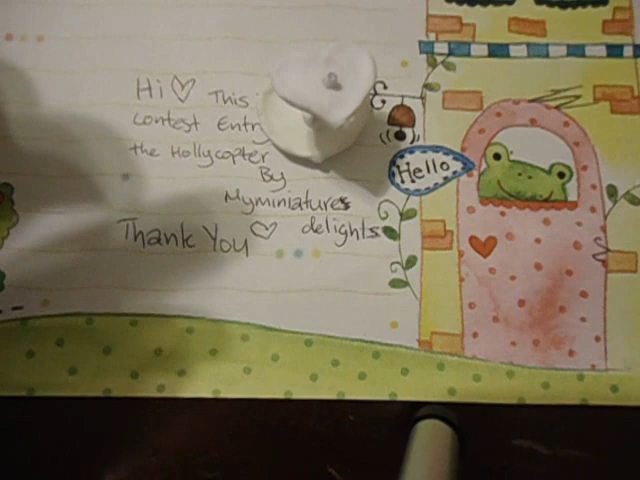 Hi This
contest Entry
the Hollycopter
By
Myminiatures
delights
Thank You
Hello